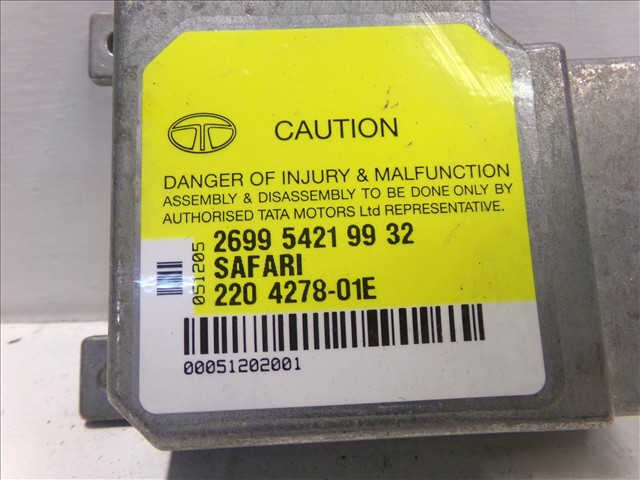 CAUTION
DANGER OF INJURY & MALFUNCTION
ASSEMBLY & DISASSEMBLY TO BE DONE ONLY BY
AUTHORISED TATA MOTORS Ltd REPRESENTATIVE.
051205
2699 5421 99 32
SAFARI
220 4278-01E
00051202001